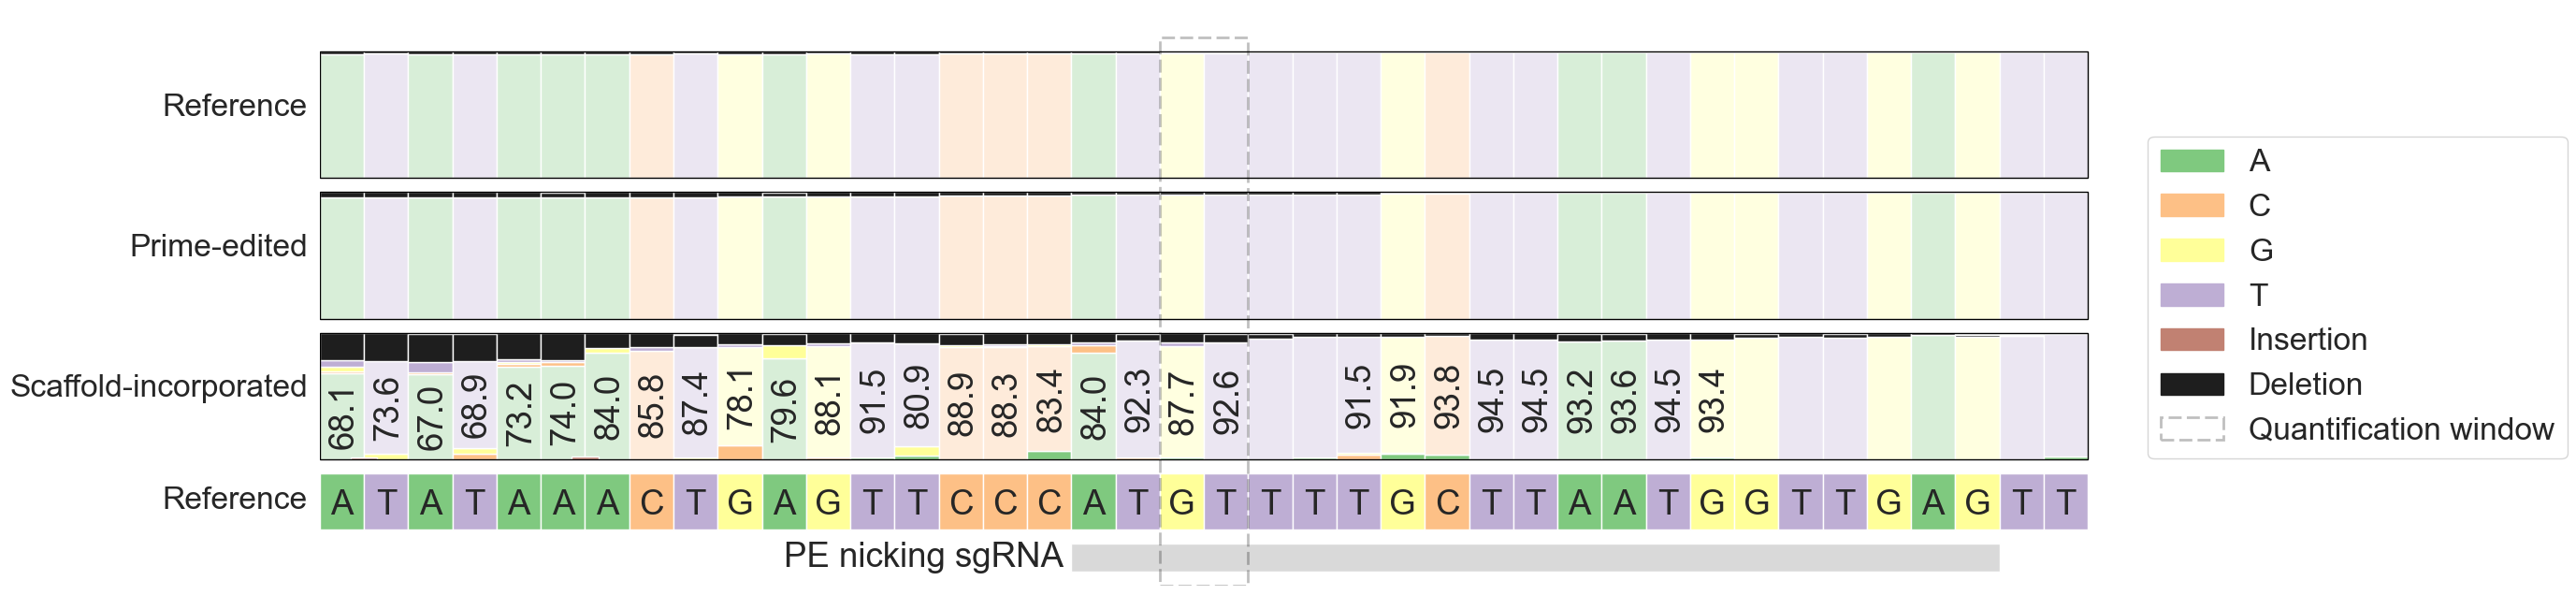 Reference
Prime-edited
Scaffold-incorporated
68.1 73.6 67.0 68.9 73.2 74.0 84.0 85.8 87.4 78.1 79.6 88.1 91.5 80.9 88.9 88.3 83.4 84.0 92.3 87.7 92.6 91.5 91.9 93.8 94.5 94.5 93.2 93.6 94.5 93.4
Reference
A T A T A A A C T G A G T T C C C A T G T T T T G C T T A A T G G T T G A G T T
PE nicking sgRNA
A
C
G
T
Insertion
Deletion
Quantification window